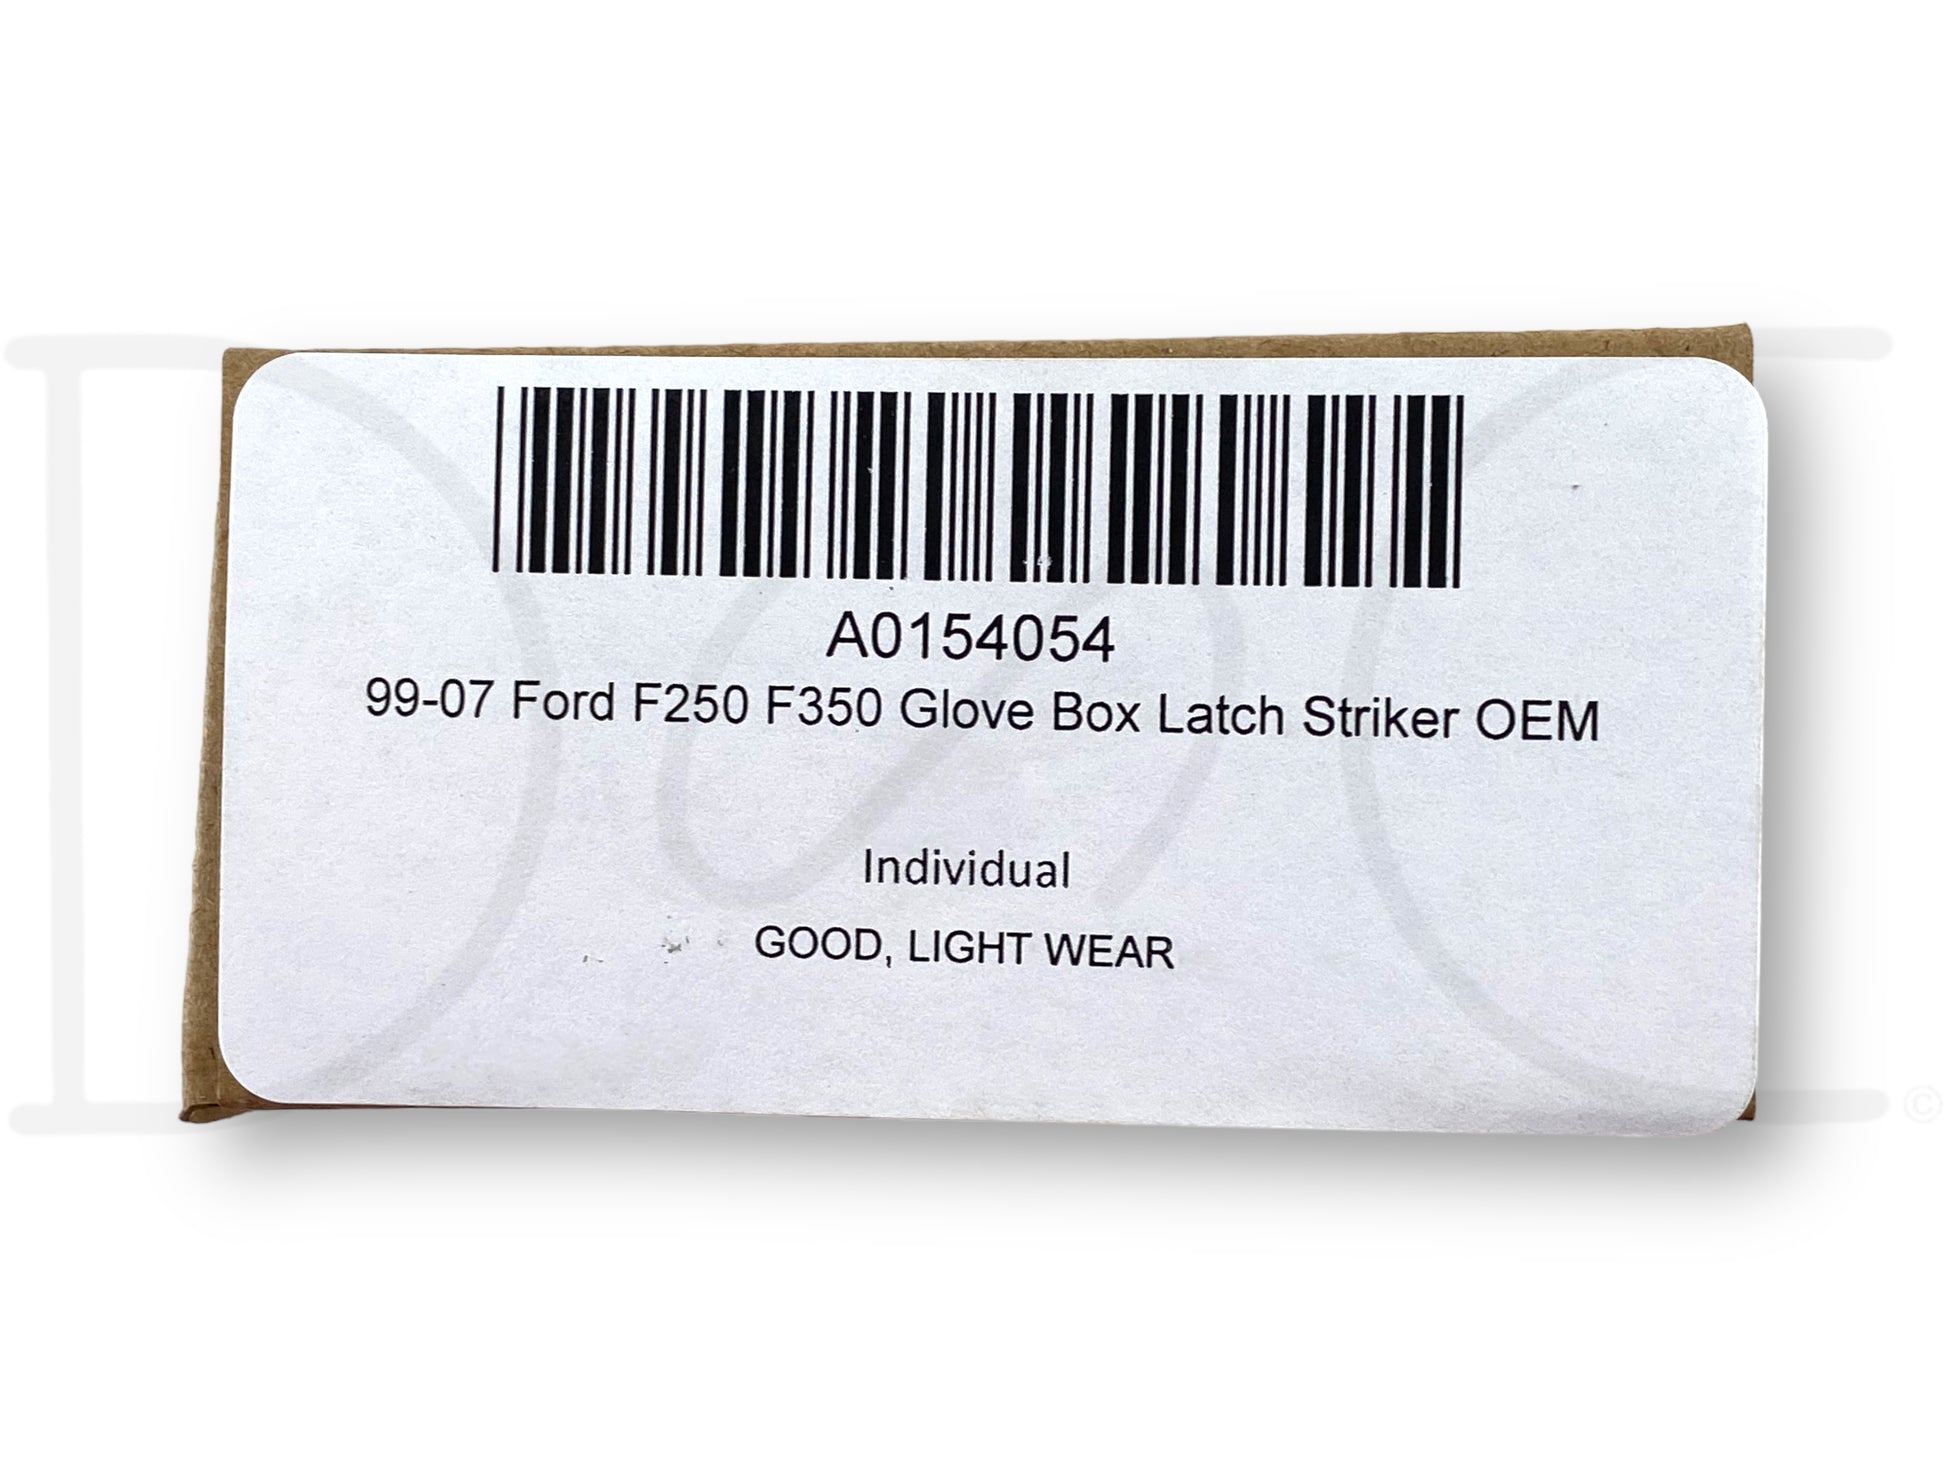 A0154054
99-07 Ford F250 F350 Glove Box Latch Striker OEM
Individual
GOOD, LIGHT WEAR
©